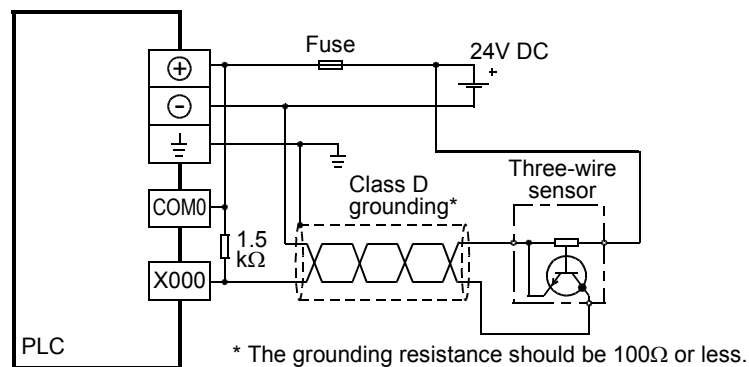 Fuse
24V DC
+
+
−
Class D
grounding*
Three-wire
sensor
COM0
1.5
kΩ
X000
PLC
* The grounding resistance should be 100Ω or less.